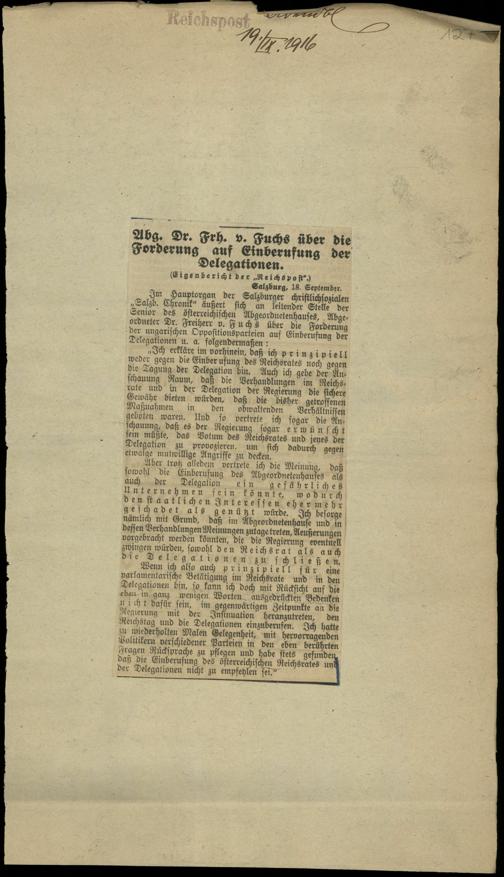 Reichspost
19./IX. 1916
12
Abg. Dr. Frh. v. Fuchs über die
Forderung auf Einberufung der
Delegationen.
(Eigenbericht der „Reichspost“.)
Salzburg, 18. September.
Im Hauptorgan der Salzburger christlichsozialen
„Salzb. Chronik“ äußert sich an leitender Stelle der
Senior des österreichischen Abgeordnetenhauses, Abge-
ordneter Dr. Freiherr v. Fuchs über die Forderung
der ungarischen Oppositionsparteien auf Einberufung der
Delegationen u. a. folgendermaßen:
„Ich erkläre im vorhinein, daß ich prinzipiell
weder gegen die Einberufung des Reichsrates noch gegen
die Tagung der Delegation bin. Auch ich gebe der An-
schauung Raum, daß die Verhandlungen im Reichs-
rate und in der Delegation der Regierung die sichere
Gewähr bieten würden, daß die bisher getroffenen
Maßnahmen in den obwaltenden Verhältnissen
geboten waren. Und so vertrete ich sogar die An-
schauung, daß es der Regierung sogar erwünscht
sein müßte, das Votum des Reichsrates und jenes der
Delegation zu provozieren, um sich dadurch gegen
etwaige mutwillige Angriffe zu decken.
Aber trotz alledem vertrete ich die Meinung, daß
sowohl die Einberufung des Abgeordnetenhauses als
auch der Delegation ein gefährliches
Unternehmen sein könnte, wodurch
den staatlichen Interessen eher mehr
geschadet als genützt würde. Ich besorge
nämlich mit Grund, daß im Abgeordnetenhause und in
dessen Verhandlungen Meinungen zutage treten, Aeußerungen
vorgebracht werden könnten, die die Regierung eventuell
zwingen würden, sowohl den Reichsrat als auch
die Delegationen zu schließen.
Wenn ich also auch prinzipiell für eine
parlamentarische Betätigung im Reichsrate und in den
Delegationen bin, so kann ich doch mit Rücksicht auf die
eben in ganz wenigen Worten ausgedrückten Bedenken
nicht dafür sein, im gegenwärtigen Zeitpunkte an die
Regierung mit der Insinuation heranzutreten, den
Reichstag und die Delegationen einzuberufen. Ich hatte
zu wiederholten Malen Gelegenheit, mit hervorragenden
Politikern verschiedener Parteien in den eben berührten
Fragen Rücksprache zu pflegen und habe stets gefunden,
daß die Einberufung des österreichischen Reichsrates und
der Delegationen nicht zu empfehlen sei.“